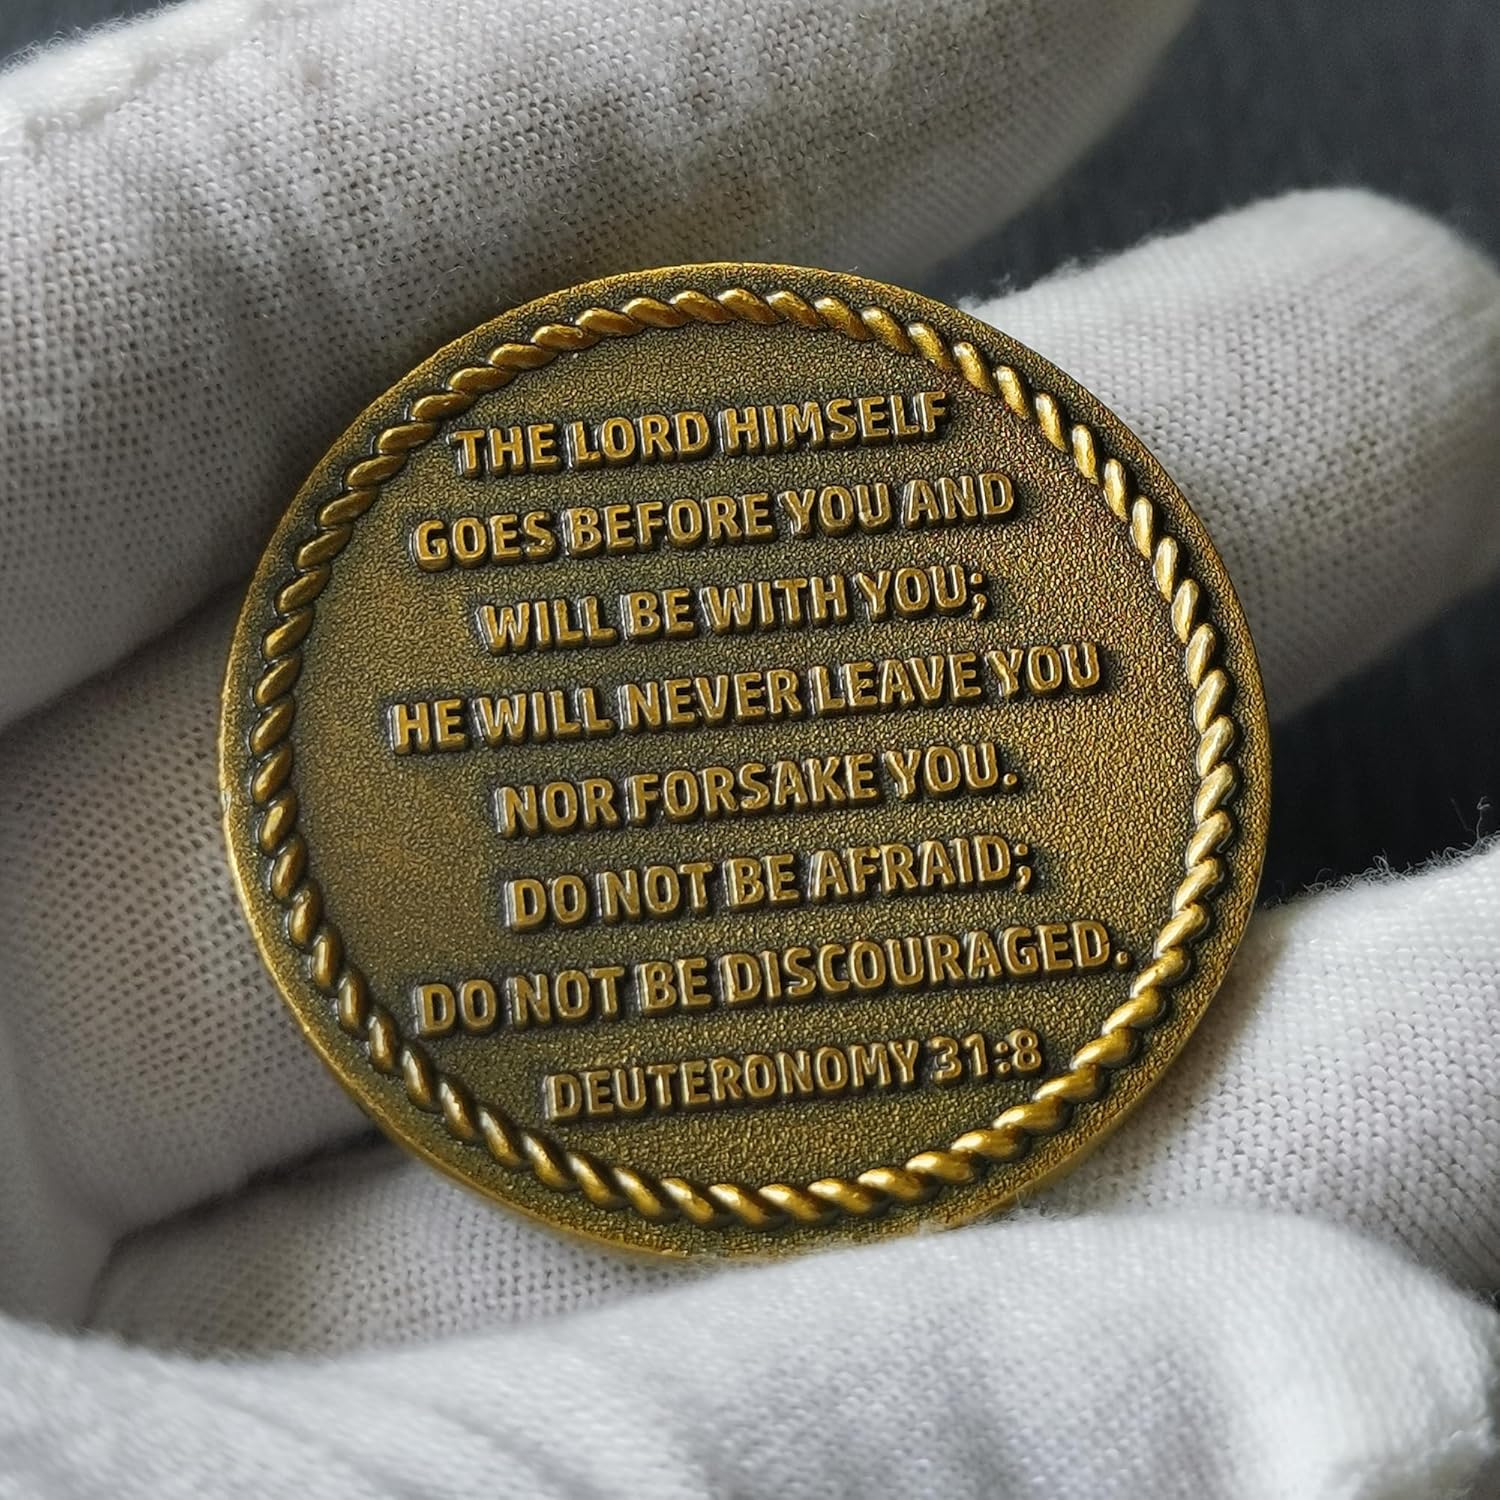 THE LORD HIMSELF
GOES BEFORE YOU AND
WILL BE WITH YOU;
HE WILL NEVER LEAVE YOU
NOR FORSAKE YOU.
DO NOT BE AFRAID;
DO NOT BE DISCOURAGED.
DEUTERONOMY 31:8